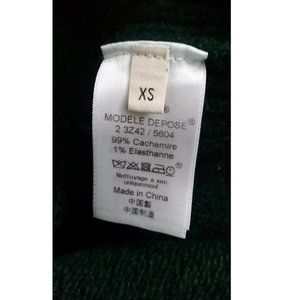 XS
®
MODELE DEPOSE®
2 3Z42 / 5604
99% Cachemire
1% Elasthanne
Nettoyage a sec
uniquement
Made in China
中国製
中国制造